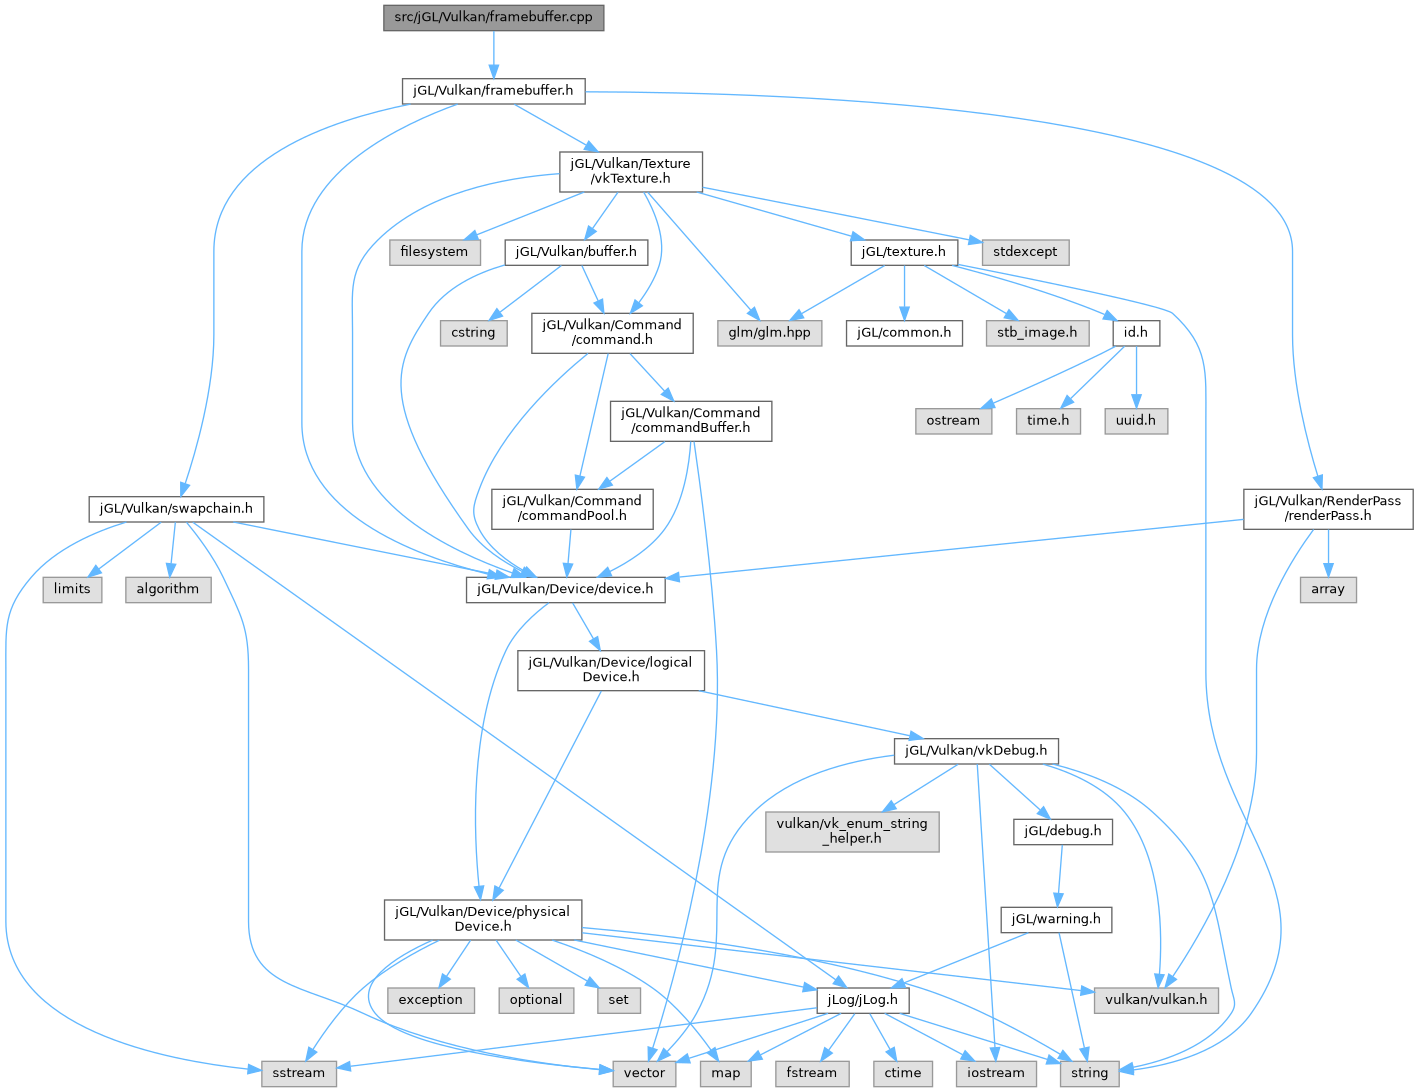 src/jGL/Vulkan/framebuffer.cpp
jGL/Vulkan/framebuffer.h
jGL/Vulkan/Texture
/vkTexture.h
filesystem
jGL/Vulkan/buffer.h
jGL/texture.h
stdexcept
cstring
jGL/Vulkan/Command
/command.h
glm/glm.hpp
jGL/common.h
stb_image.h
id.h
jGL/Vulkan/Command
/commandBuffer.h
ostream
time.h
uuid.h
jGL/Vulkan/swapchain.h
jGL/Vulkan/Command
/commandPool.h
jGL/Vulkan/RenderPass
/renderPass.h
limits
algorithm
jGL/Vulkan/Device/device.h
array
jGL/Vulkan/Device/logical
Device.h
jGL/Vulkan/vkDebug.h
vulkan/vk_enum_string
_helper.h
jGL/debug.h
jGL/Vulkan/Device/physical
Device.h
jGL/warning.h
exception
optional
set
jLog/jLog.h
vulkan/vulkan.h
sstream
vector
map
fstream
ctime
iostream
string